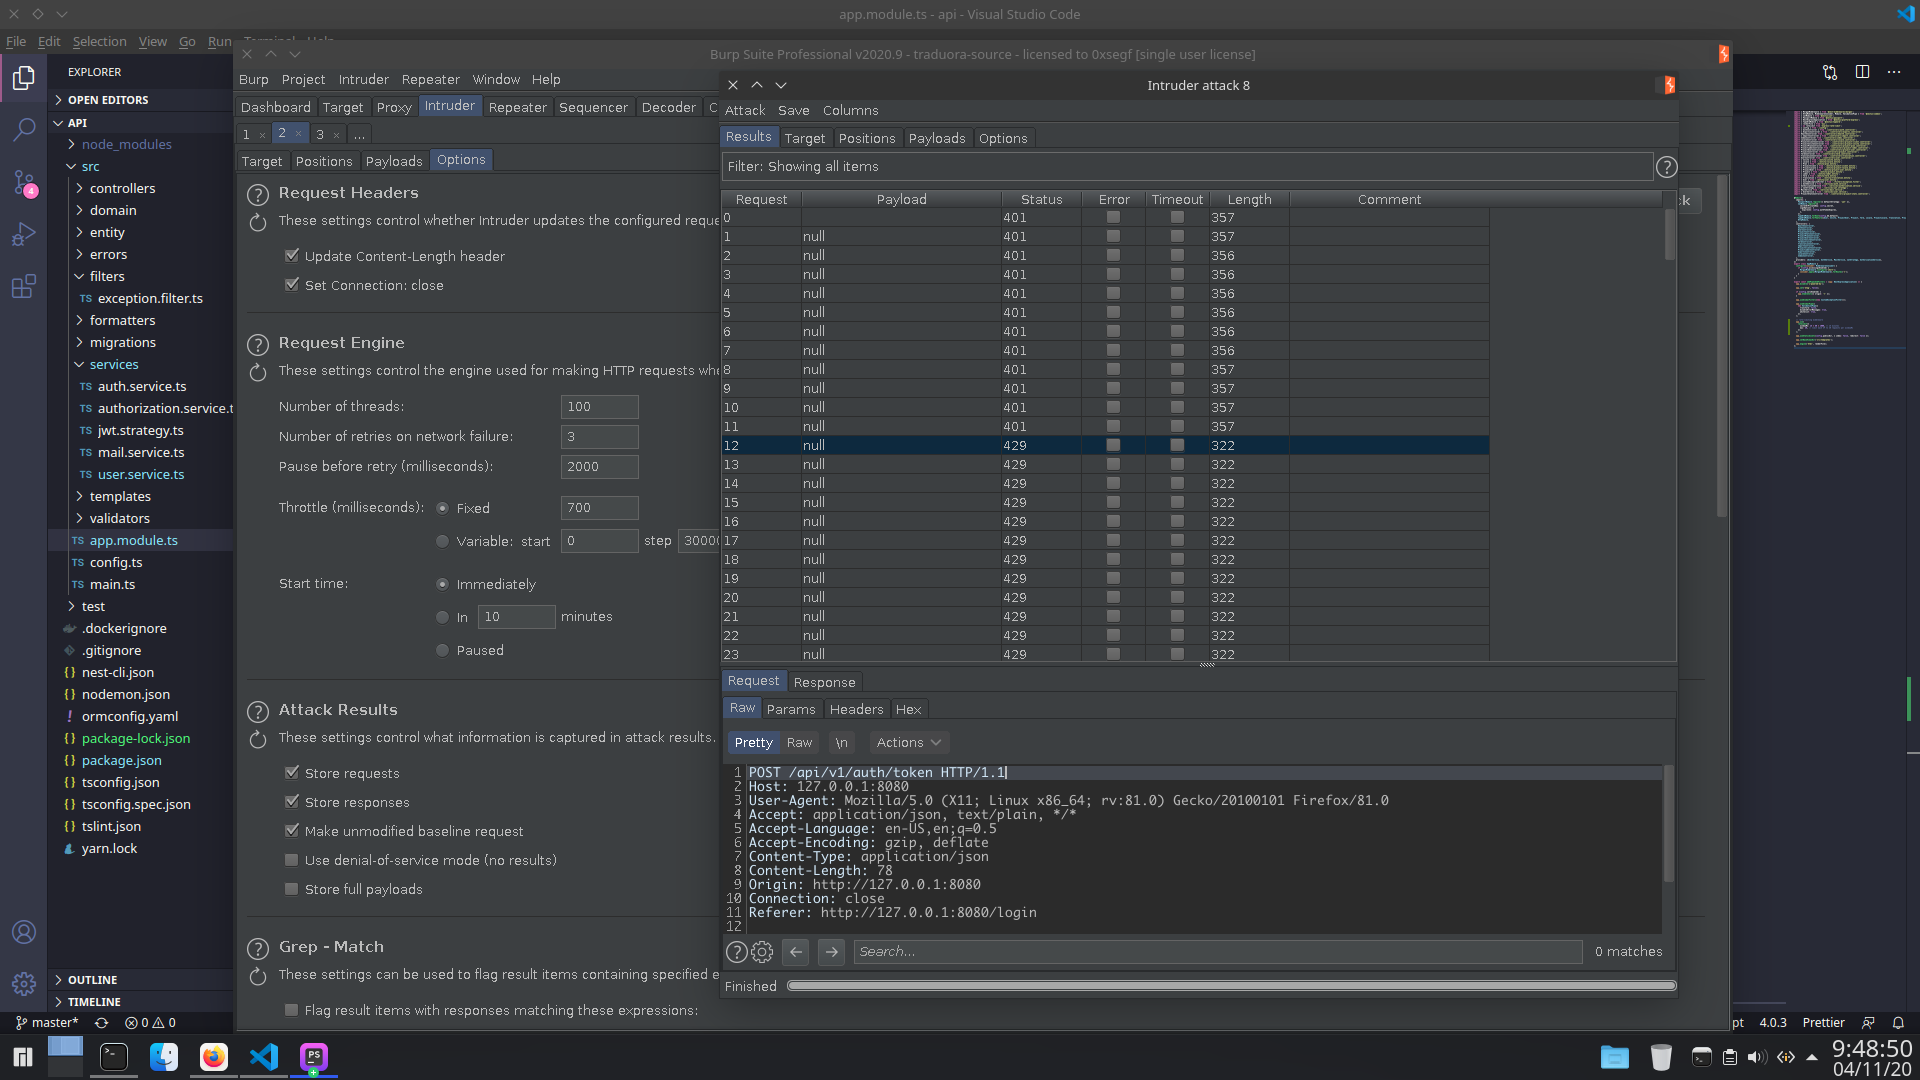 app.module.ts - api - Visual Studio Code
File Edit Selection View Go Run
Burp Suite Professional v2020.9 - traduora-source - licensed to 0xsegf [single user license]
EXPLORER
OPEN EDITORS
API
node_modules
src
controllers
domain
entity
errors
filters
TS exception.filter.ts
formatters
migrations
services
TS auth.service.ts
TS authorization.service.t
TS jwt.strategy.ts
TS mail.service.ts
TS user.service.ts
templates
validators
TS app.module.ts
TS config.ts
TS main.ts
test
.dockerignore
.gitignore
{} nest-cli.json
{} nodemon.json
! ormconfig.yaml
{} package-lock.json
{} package.json
{} tsconfig.json
{} tsconfig.spec.json
{} tslint.json
yarn.lock
OUTLINE
TIMELINE
4
master* 0 0
Burp Project Intruder Repeater Window Help
Dashboard Target Proxy Intruder Repeater Sequencer Decoder C
1 × 2 × 3 × ...
Target Positions Payloads Options
? Request Headers
These settings control whether Intruder updates the configured reque
Update Content-Length header
Set Connection: close
? Request Engine
These settings control the engine used for making HTTP requests whe
Number of threads: 100
Number of retries on network failure: 3
Pause before retry (milliseconds): 2000
Throttle (milliseconds): Fixed 700
Variable: start 0 step 30000
Start time: Immediately
In 10 minutes
Paused
? Attack Results
These settings control what information is captured in attack results.
Store requests
Store responses
Make unmodified baseline request
Use denial-of-service mode (no results)
Store full payloads
? Grep - Match
These settings can be used to flag result items containing specified e
Flag result items with responses matching these expressions:
Intruder attack 8
Attack Save Columns
Results Target Positions Payloads Options
Filter: Showing all items ?
ck
Request Payload Status Error Timeout Length Comment
0 401 357
1 null 401 357
2 null 401 356
3 null 401 356
4 null 401 356
5 null 401 356
6 null 401 356
7 null 401 356
8 null 401 357
9 null 401 357
10 null 401 357
11 null 401 357
12 null 429 322
13 null 429 322
14 null 429 322
15 null 429 322
16 null 429 322
17 null 429 322
18 null 429 322
19 null 429 322
20 null 429 322
21 null 429 322
22 null 429 322
23 null 429 322
Request Response
Raw Params Headers Hex
Pretty Raw \n Actions
1 POST /api/v1/auth/token HTTP/1.1
2 Host: 127.0.0.1:8080
3 User-Agent: Mozilla/5.0 (X11; Linux x86_64; rv:81.0) Gecko/20100101 Firefox/81.0
4 Accept: application/json, text/plain, */*
5 Accept-Language: en-US,en;q=0.5
6 Accept-Encoding: gzip, deflate
7 Content-Type: application/json
8 Content-Length: 78
9 Origin: http://127.0.0.1:8080
10 Connection: close
11 Referer: http://127.0.0.1:8080/login
12
? Search... 0 matches
Finished
pt 4.0.3 Prettier
PS
9:48:50
04/11/20